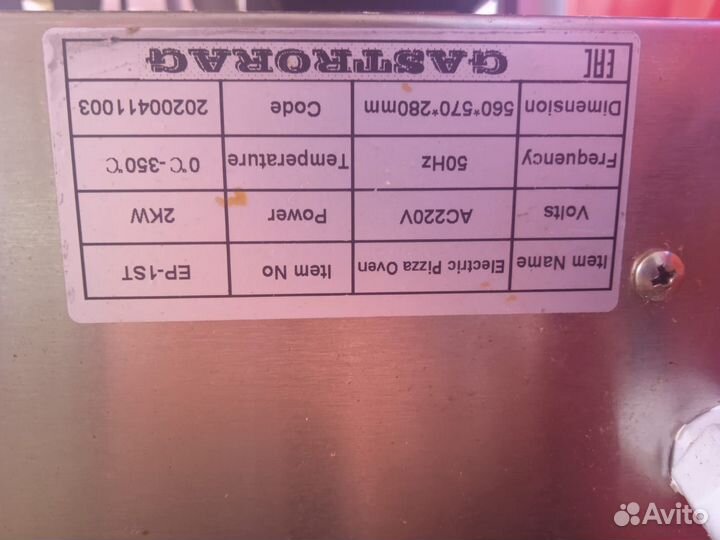 Item Name Electric Pizza Oven Item No EP-1ST
Volts AC220V Power 2KW
Frequency 50Hz Temperature 0℃-350℃
Dimension 560*570*280mm Code 20200411003
EAC GASTRORAG
Avito